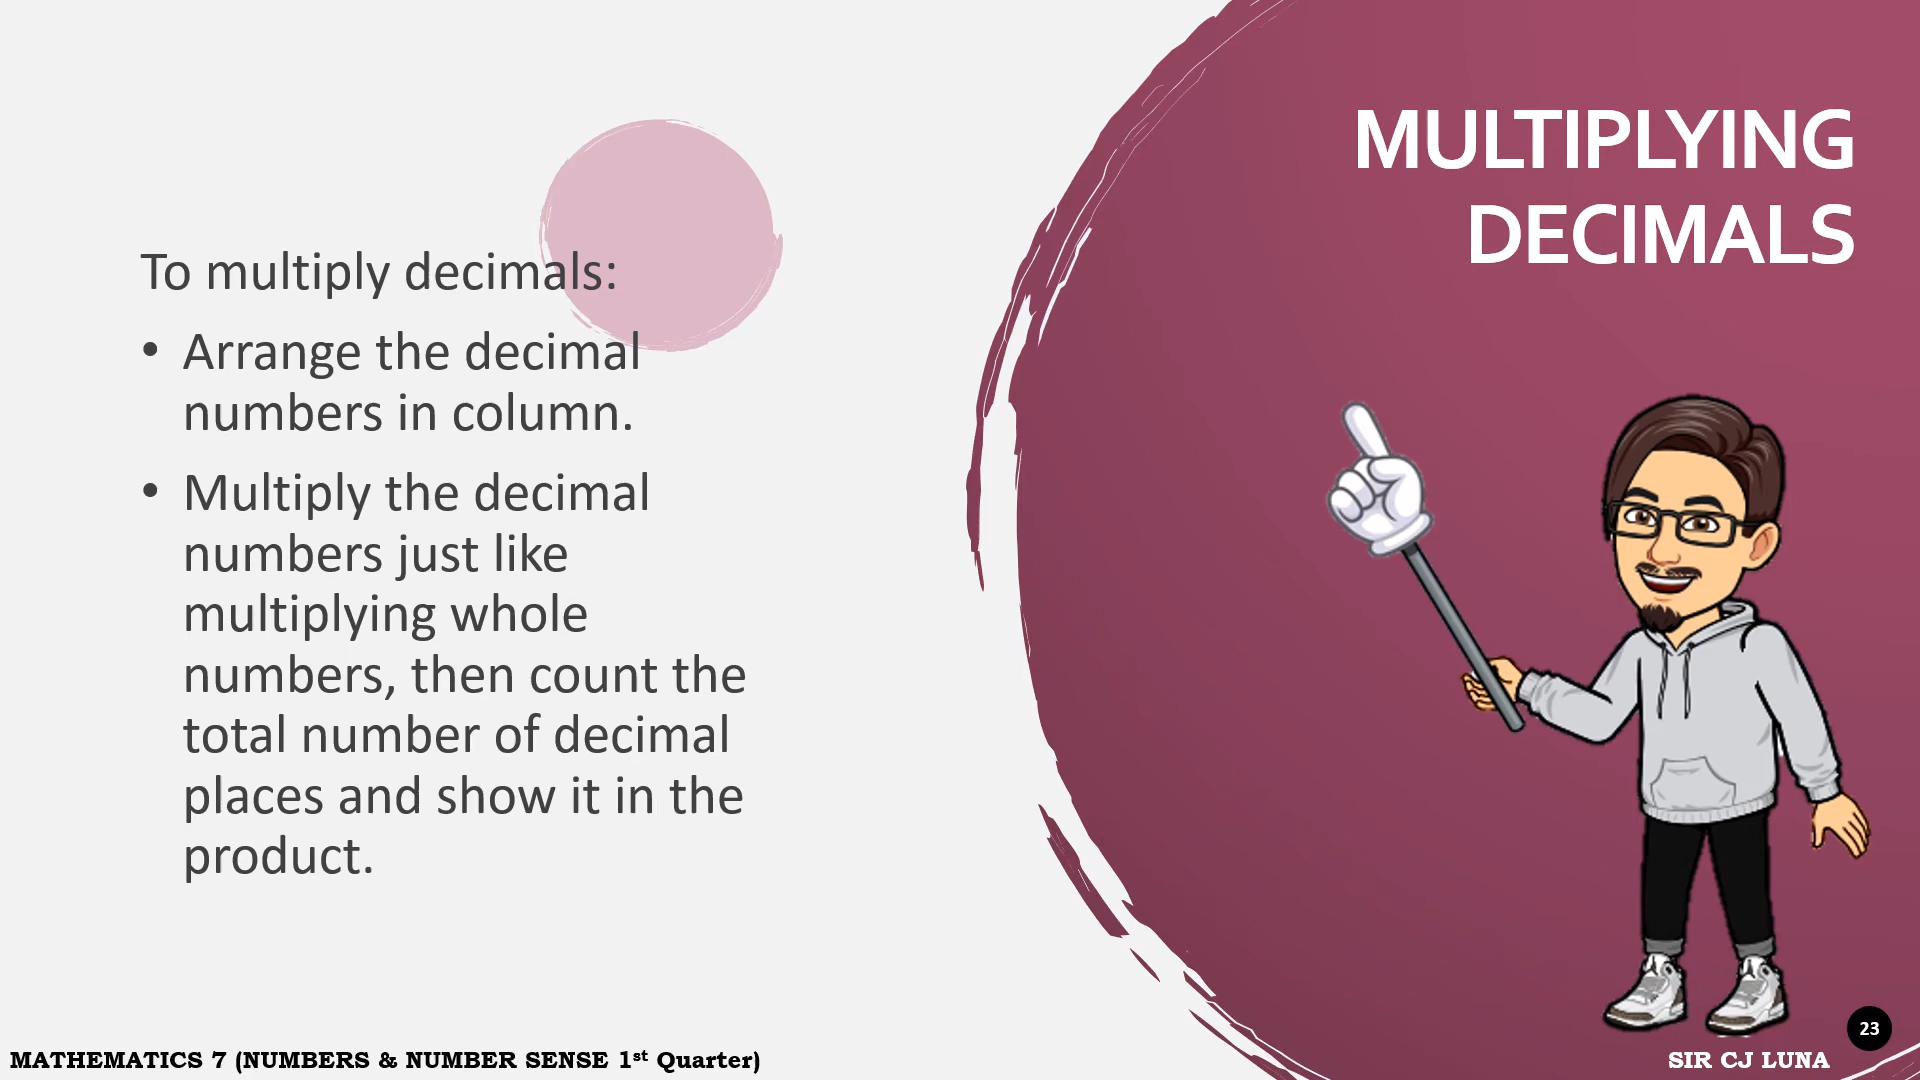 MULTIPLYING
DECIMALS
To multiply decimals:
• Arrange the decimal
numbers in column.
• Multiply the decimal
numbers just like
multiplying whole
numbers, then count the
total number of decimal
places and show it in the
product.
23
MATHEMATICS 7 (NUMBERS & NUMBER SENSE 1st Quarter)
SIR CJ LUNA